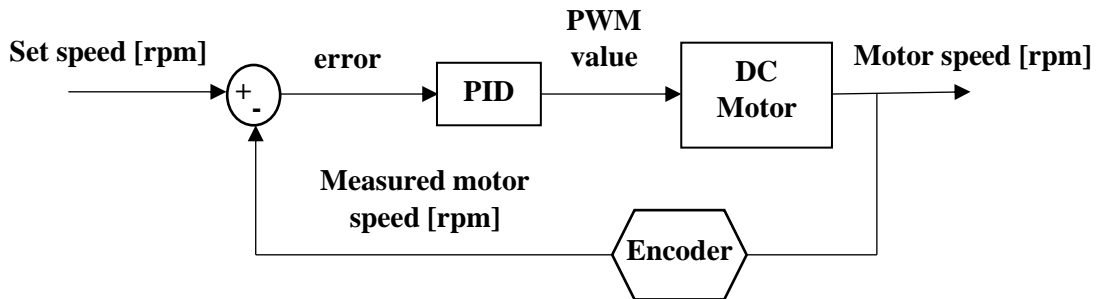 Set speed [rpm]
+
-
error
PID
PWM
value
DC
Motor
Motor speed [rpm]
Measured motor
speed [rpm]
Encoder